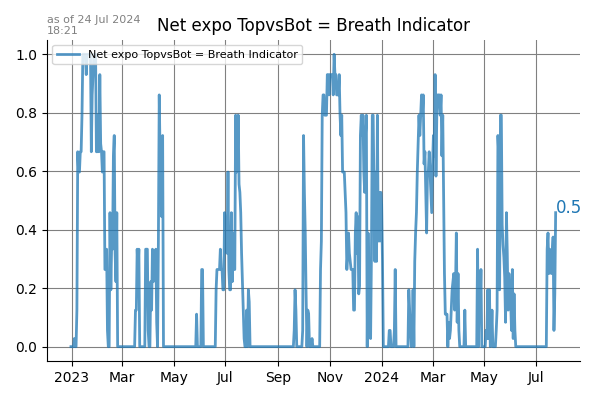 as of 24 Jul 2024
18:21
Net expo TopvsBot = Breath Indicator
Net expo TopvsBot = Breath Indicator
1.0
0.8
0.6
0.4
0.2
0.0
0.5
2023 Mar May Jul Sep Nov 2024 Mar May Jul